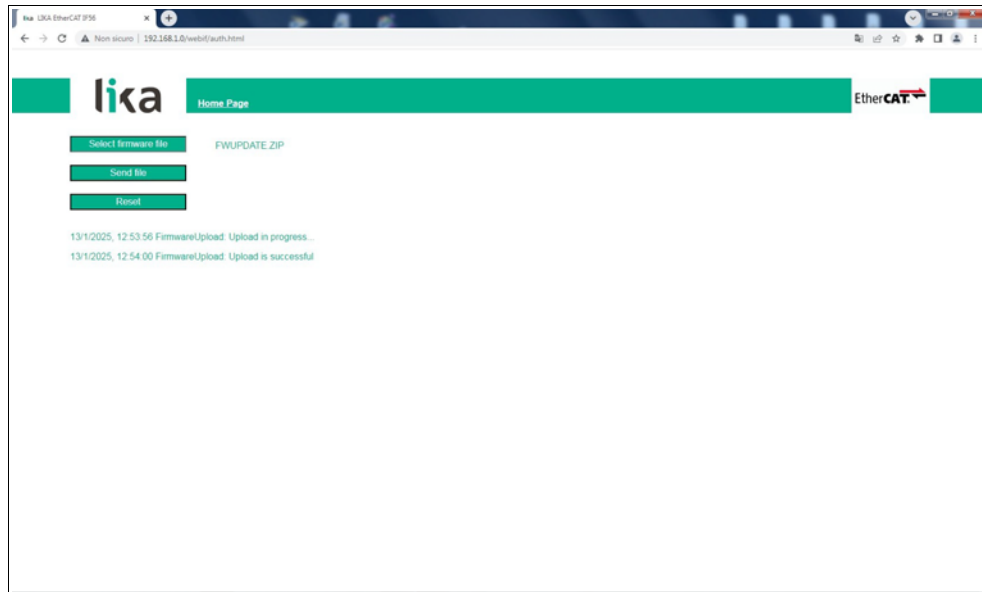 lika LIKA EtherCAT IF56
Non sicuro | 192.168.1.0/webif/auth.html
lika
Home Page
EtherCAT
Select firmware file
FWUPDATE.ZIP
Send file
Reset
13/1/2025, 12:53:56 FirmwareUpload: Upload in progress...
13/1/2025, 12:54:00 FirmwareUpload: Upload is successful